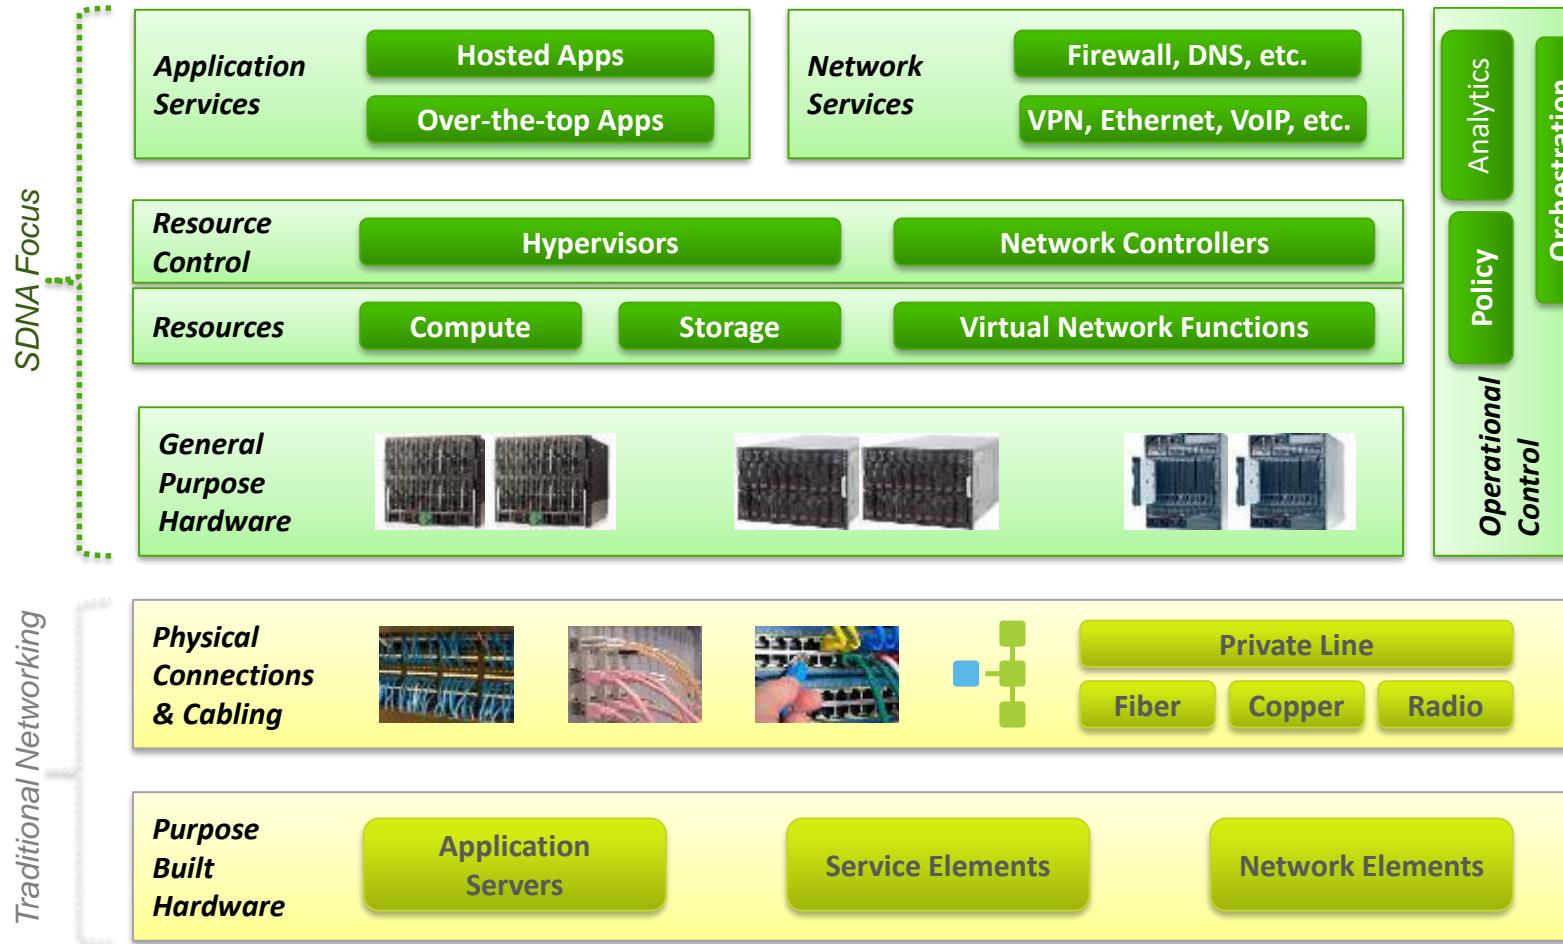 SDNA Focus
Application
Services
Hosted Apps
Over-the-top Apps
Network
Services
Firewall, DNS, etc.
VPN, Ethernet, VoIP, etc.
Resource
Control
Hypervisors
Network Controllers
Resources
Compute
Storage
Virtual Network Functions
General
Purpose
Hardware
Analytics
Policy
Orchestration
Operational
Control
Traditional Networking
Physical
Connections
& Cabling
Private Line
Fiber
Copper
Radio
Purpose
Built
Hardware
Application
Servers
Service Elements
Network Elements